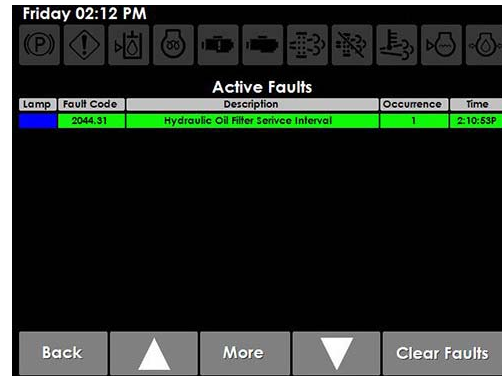 Friday 02:12 PM
Active Faults
Lamp Fault Code Description Occurrence Time
2044.31 Hydraulic Oil Filter Serivce Interval 1 2:10:53P
Back More Clear Faults